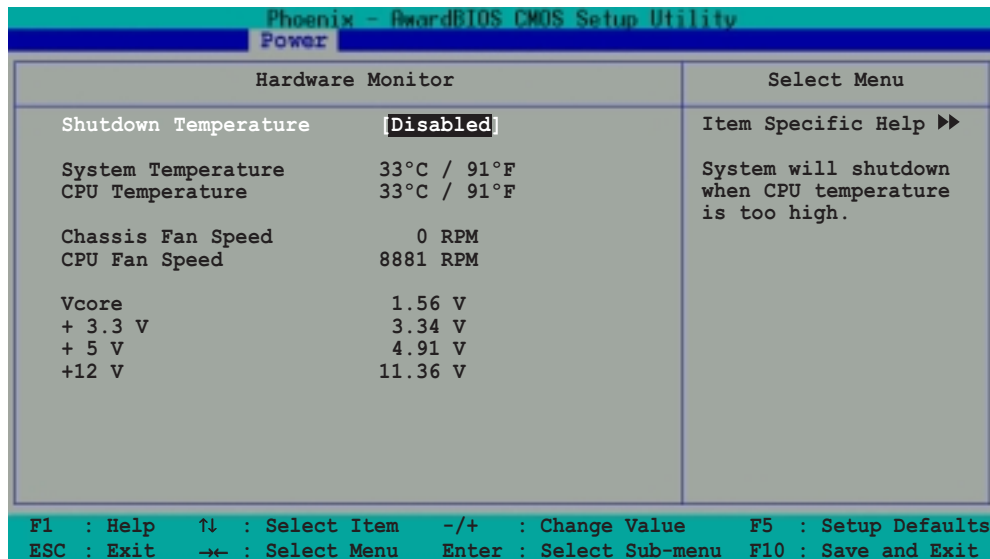 Phoenix - AwardBIOS CMOS Setup Utility
Power
Hardware Monitor Select Menu
Shutdown Temperature [Disabled] Item Specific Help ▶▶
System Temperature 33°C / 91°F System will shutdown
CPU Temperature 33°C / 91°F when CPU temperature
is too high.
Chassis Fan Speed 0 RPM
CPU Fan Speed 8881 RPM
Vcore 1.56 V
+ 3.3 V 3.34 V
+ 5 V 4.91 V
+12 V 11.36 V
F1 : Help ↑↓ : Select Item -/+ : Change Value F5 : Setup Defaults
ESC : Exit →← : Select Menu Enter : Select Sub-menu F10 : Save and Exit